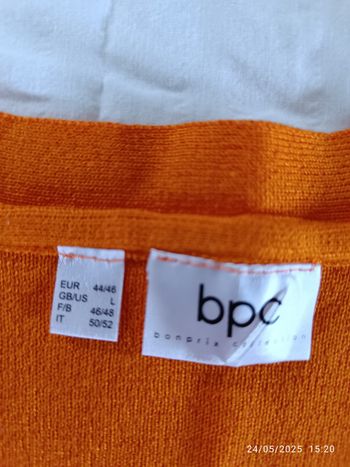 EUR 44/46
GB/US L
F/B 46/48
IT 50/52
bpc
bonprix collection
24/05/2025 15:20